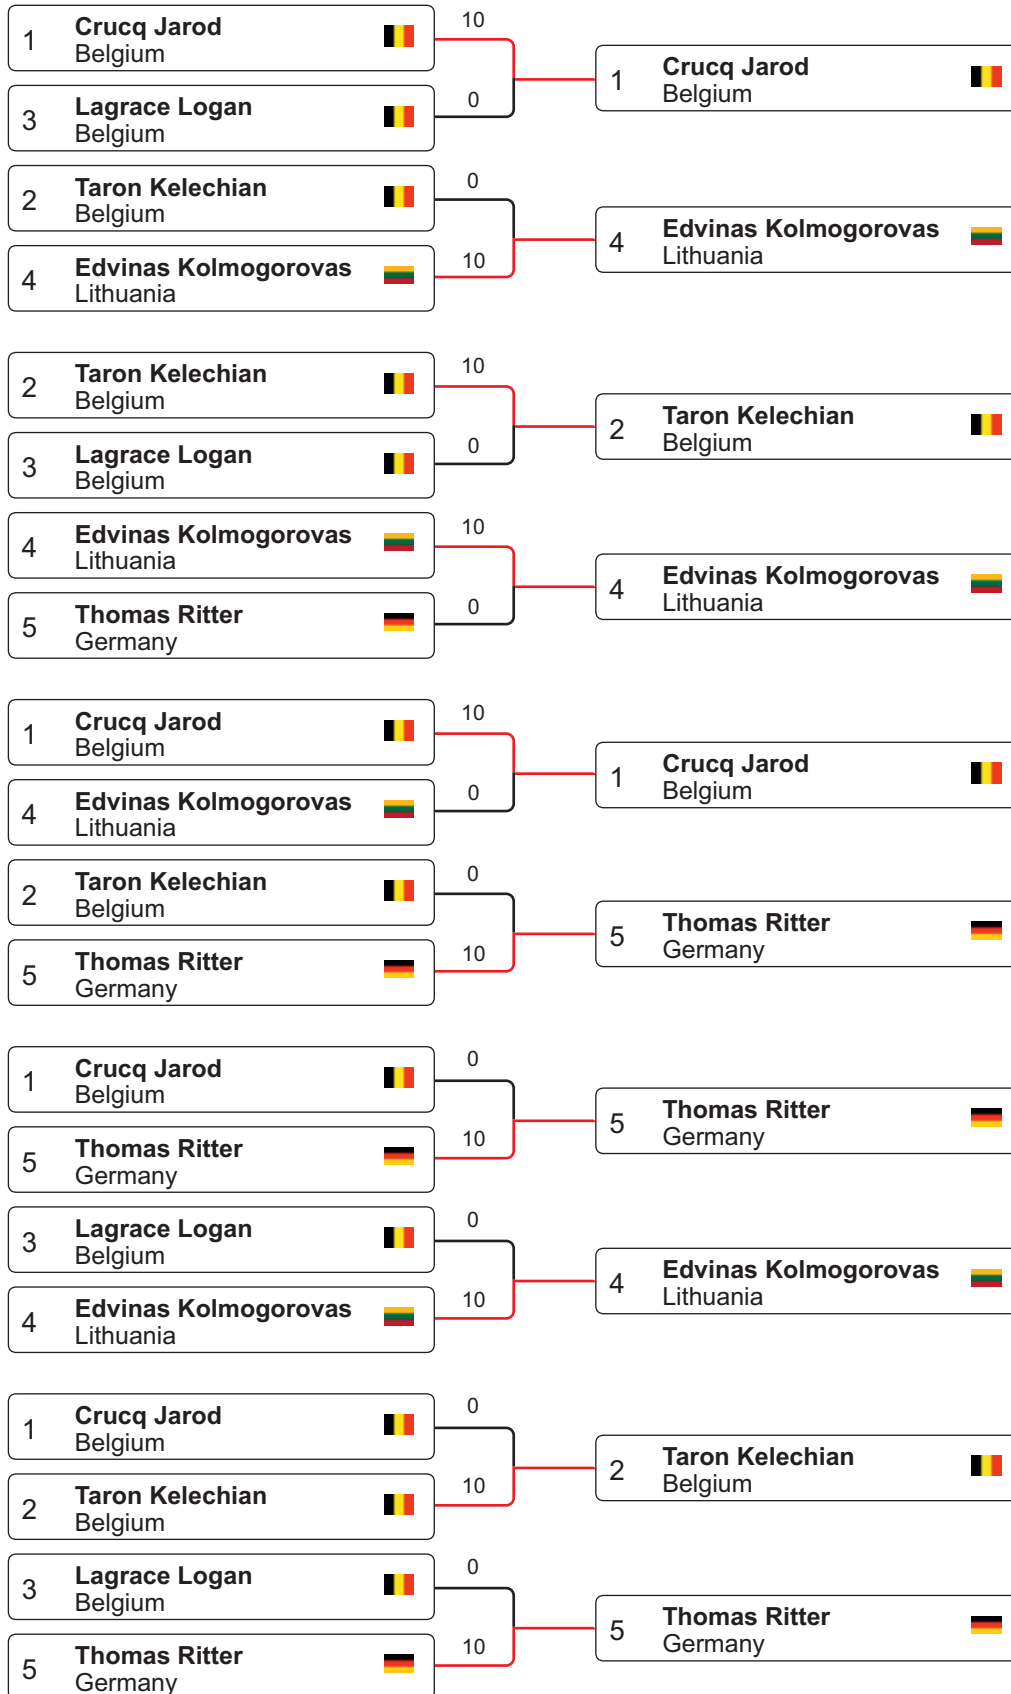 1 Crucq Jarod
Belgium
10
3 Lagrace Logan
Belgium
0
1 Crucq Jarod
Belgium
2 Taron Kelechian
Belgium
0
4 Edvinas Kolmogorovas
Lithuania
10
4 Edvinas Kolmogorovas
Lithuania
2 Taron Kelechian
Belgium
10
3 Lagrace Logan
Belgium
0
2 Taron Kelechian
Belgium
4 Edvinas Kolmogorovas
Lithuania
10
5 Thomas Ritter
Germany
0
4 Edvinas Kolmogorovas
Lithuania
1 Crucq Jarod
Belgium
10
4 Edvinas Kolmogorovas
Lithuania
0
1 Crucq Jarod
Belgium
2 Taron Kelechian
Belgium
0
5 Thomas Ritter
Germany
10
5 Thomas Ritter
Germany
1 Crucq Jarod
Belgium
0
5 Thomas Ritter
Germany
10
5 Thomas Ritter
Germany
3 Lagrace Logan
Belgium
0
4 Edvinas Kolmogorovas
Lithuania
10
4 Edvinas Kolmogorovas
Lithuania
1 Crucq Jarod
Belgium
0
2 Taron Kelechian
Belgium
10
2 Taron Kelechian
Belgium
3 Lagrace Logan
Belgium
0
5 Thomas Ritter
Germany
10
5 Thomas Ritter
Germany